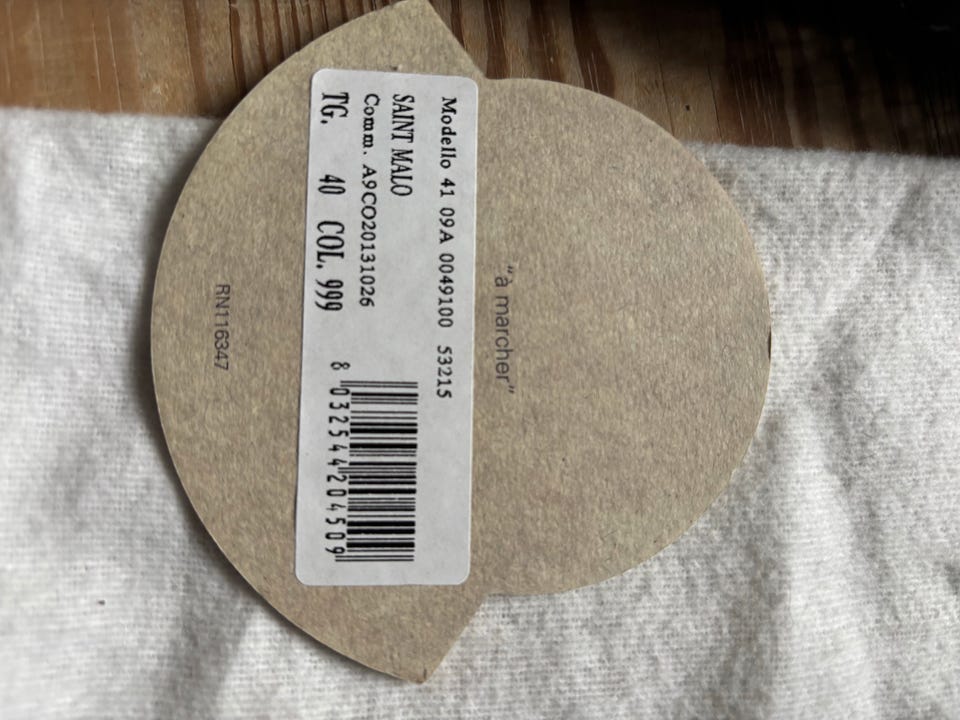 "à marcher"
Modello 41 09A 0049100 53215
SAINT MALO
Comm. A9CO20131026
TG. 40 COL. 999
8 032544 204509
RN116347